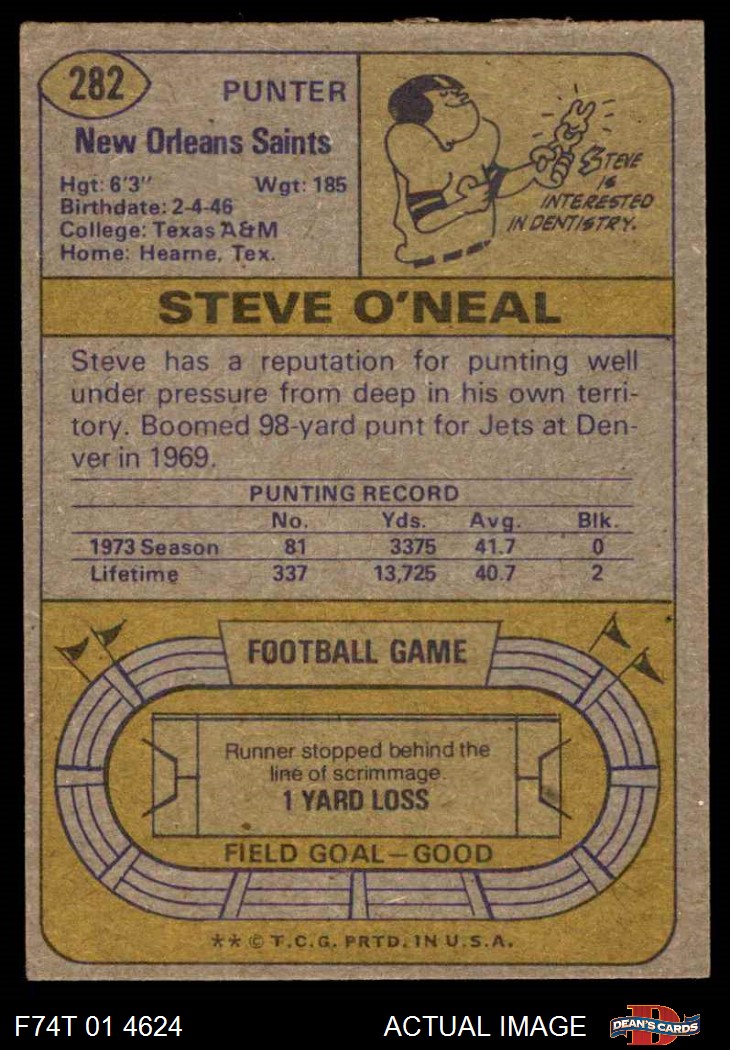 282
PUNTER
New Orleans Saints
Hgt: 6'3" Wgt: 185
Birthdate: 2-4-46
College: Texas A&M
Home: Hearne, Tex.
STEVE
IS
INTERESTED
IN DENTISTRY.
STEVE O'NEAL
Steve has a reputation for punting well
under pressure from deep in his own terri-
tory. Boomed 98-yard punt for Jets at Den-
ver in 1969.
PUNTING RECORD
No. Yds. Avg. Blk.
1973 Season 81 3375 41.7 0
Lifetime 337 13,725 40.7 2
FOOTBALL GAME
Runner stopped behind the
line of scrimmage.
1 YARD LOSS
FIELD GOAL—GOOD
** © T.C.G. PRTD. IN U.S.A.
F74T 01 4624 ACTUAL IMAGE
D
DEAN'S CARDS